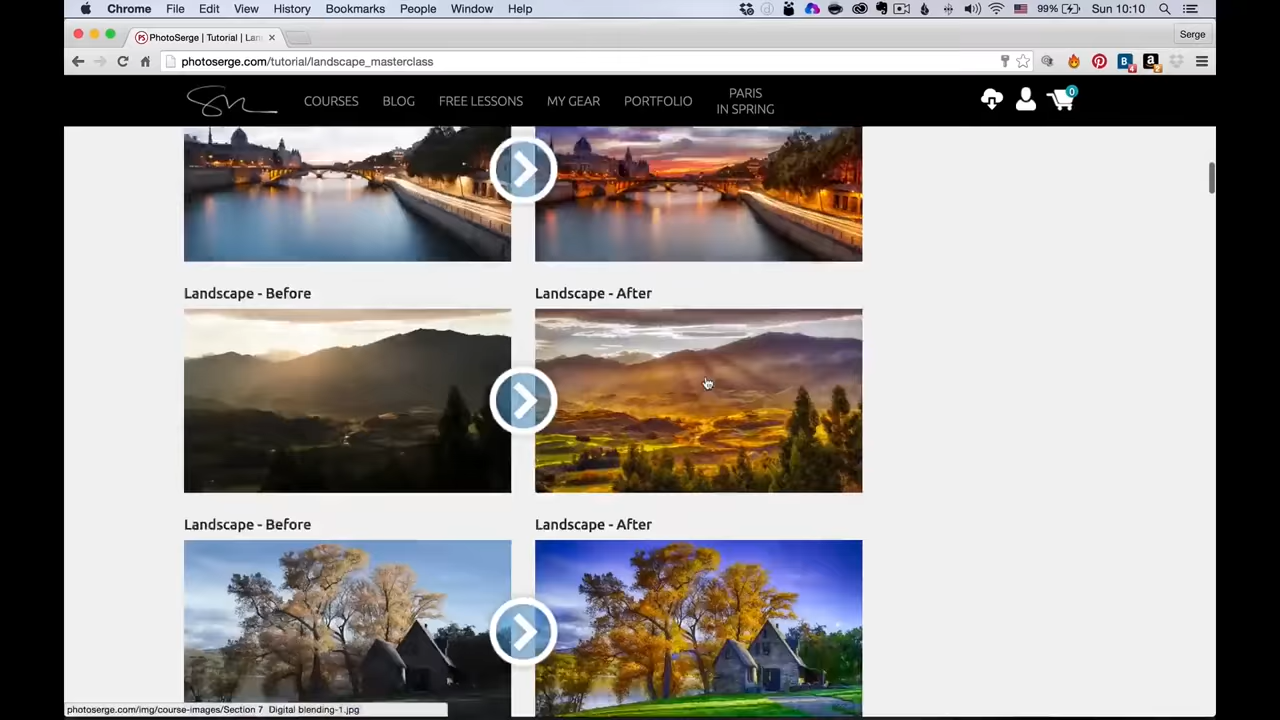 Chrome File Edit View History Bookmarks People Window Help 99% Sun 10:10
PhotoSerge | Tutorial | Lan
Serge
photoserge.com/tutorial/landscape_masterclass
COURSES BLOG FREE LESSONS MY GEAR PORTFOLIO PARIS
IN SPRING
0
Landscape - Before Landscape - After
Landscape - Before Landscape - After
photoserge.com/img/course-images/Section 7 Digital blending-1.jpg